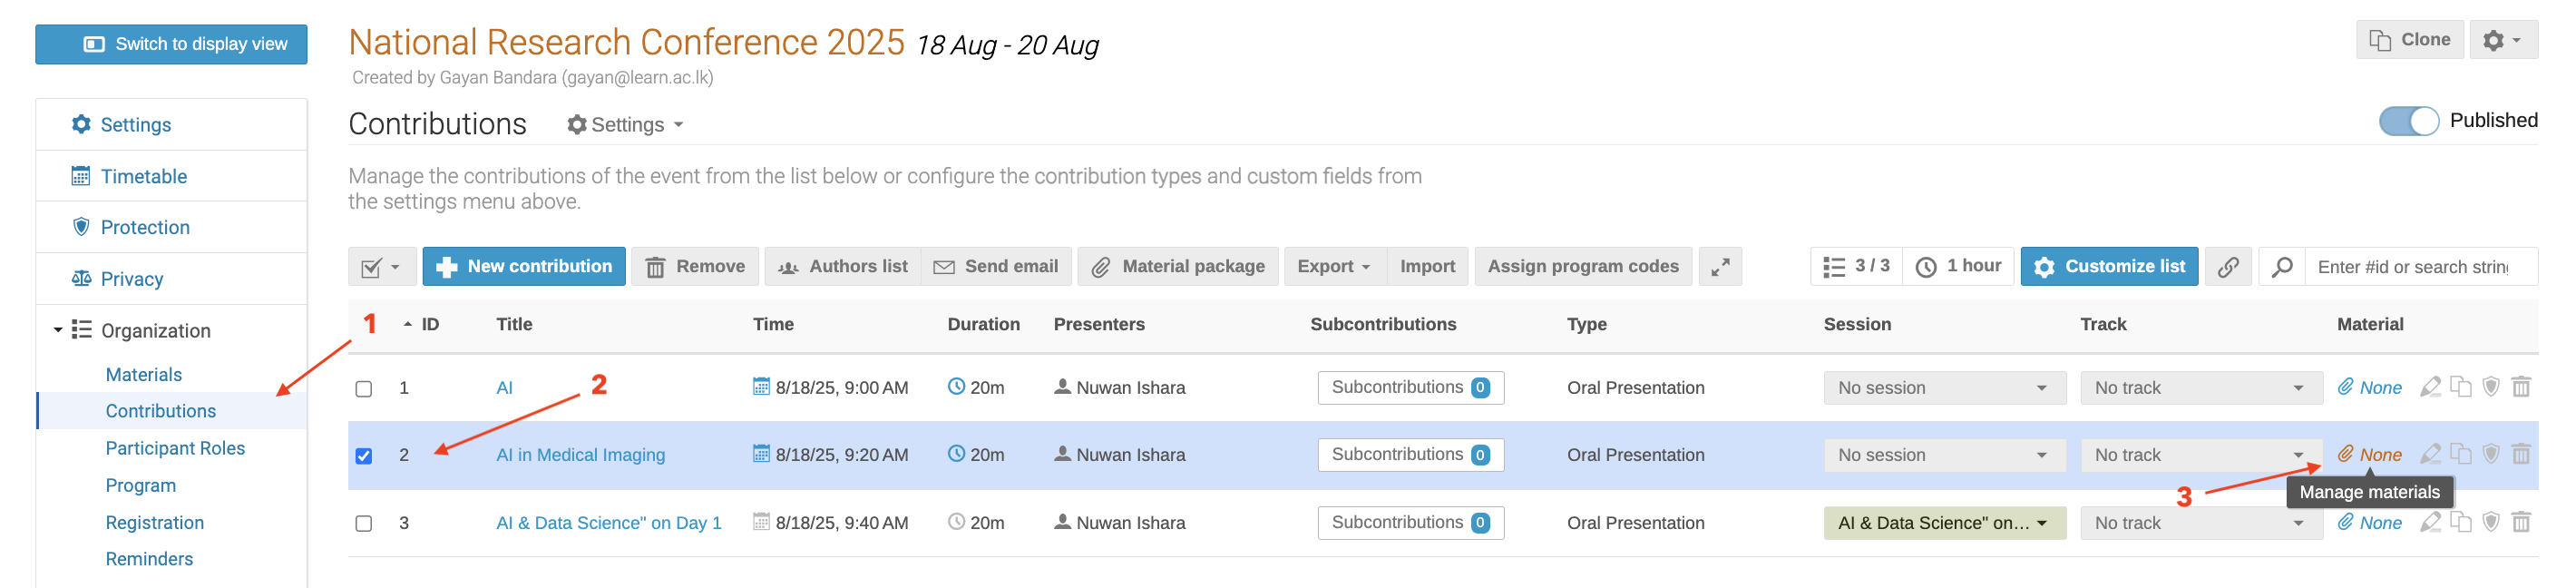 Switch to display view
National Research Conference 2025 18 Aug - 20 Aug
Clone
Created by Gayan Bandara (gayan@learn.ac.lk)
Settings
Timetable
Protection
Privacy
Organization
Materials
Contributions
Participant Roles
Program
Registration
Reminders
Contributions Settings Published
Manage the contributions of the event from the list below or configure the contribution types and custom fields from
the settings menu above.
New contribution Remove Authors list Send email Material package Export Import Assign program codes 3 / 3 1 hour Customize list Enter #id or search string
1 ID Title Time Duration Presenters Subcontributions Type Session Track Material
1 AI 8/18/25, 9:00 AM 20m Nuwan Ishara Subcontributions 0 Oral Presentation No session No track None
2
2 AI in Medical Imaging 8/18/25, 9:20 AM 20m Nuwan Ishara Subcontributions 0 Oral Presentation No session No track None
3 Manage materials
3 AI & Data Science" on Day 1 8/18/25, 9:40 AM 20m Nuwan Ishara Subcontributions 0 Oral Presentation AI & Data Science" on... No track None